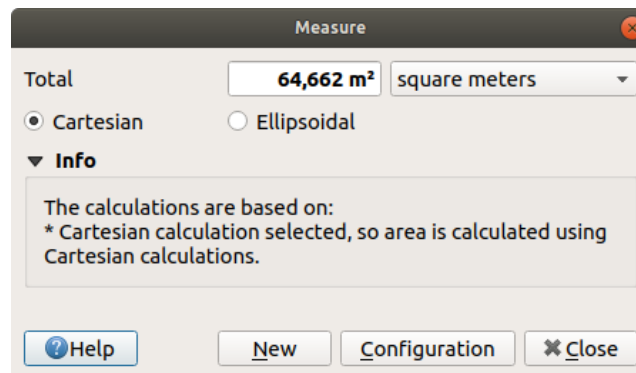 Measure
Total 64,662 m² square meters
Cartesian Ellipsoidal
Info
The calculations are based on:
* Cartesian calculation selected, so area is calculated using
Cartesian calculations.
Help New Configuration Close